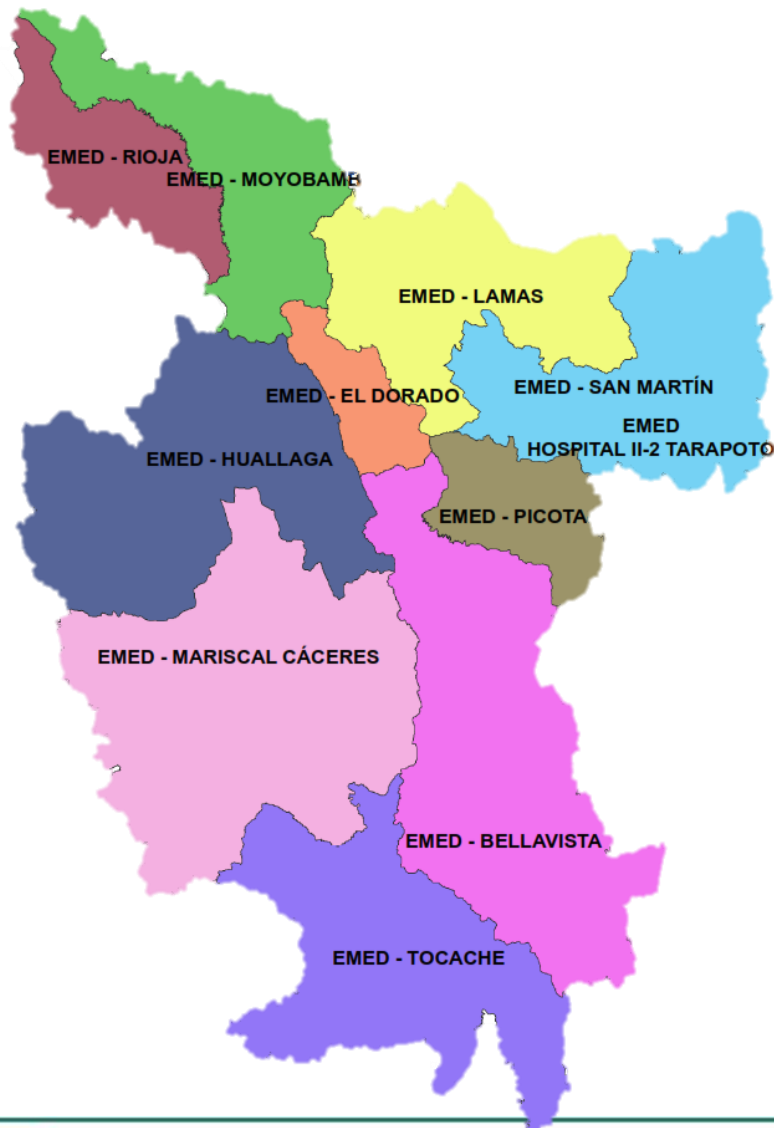 EMED - RIOJA
EMED - MOYOBAMB
EMED - LAMAS
EMED - SAN MARTÍN
EMED - EL DORADO
EMED
HOSPITAL II-2 TARAPOTO
EMED - HUALLAGA
EMED - PICOTA
EMED - MARISCAL CÁCERES
EMED - BELLAVISTA
EMED - TOCACHE